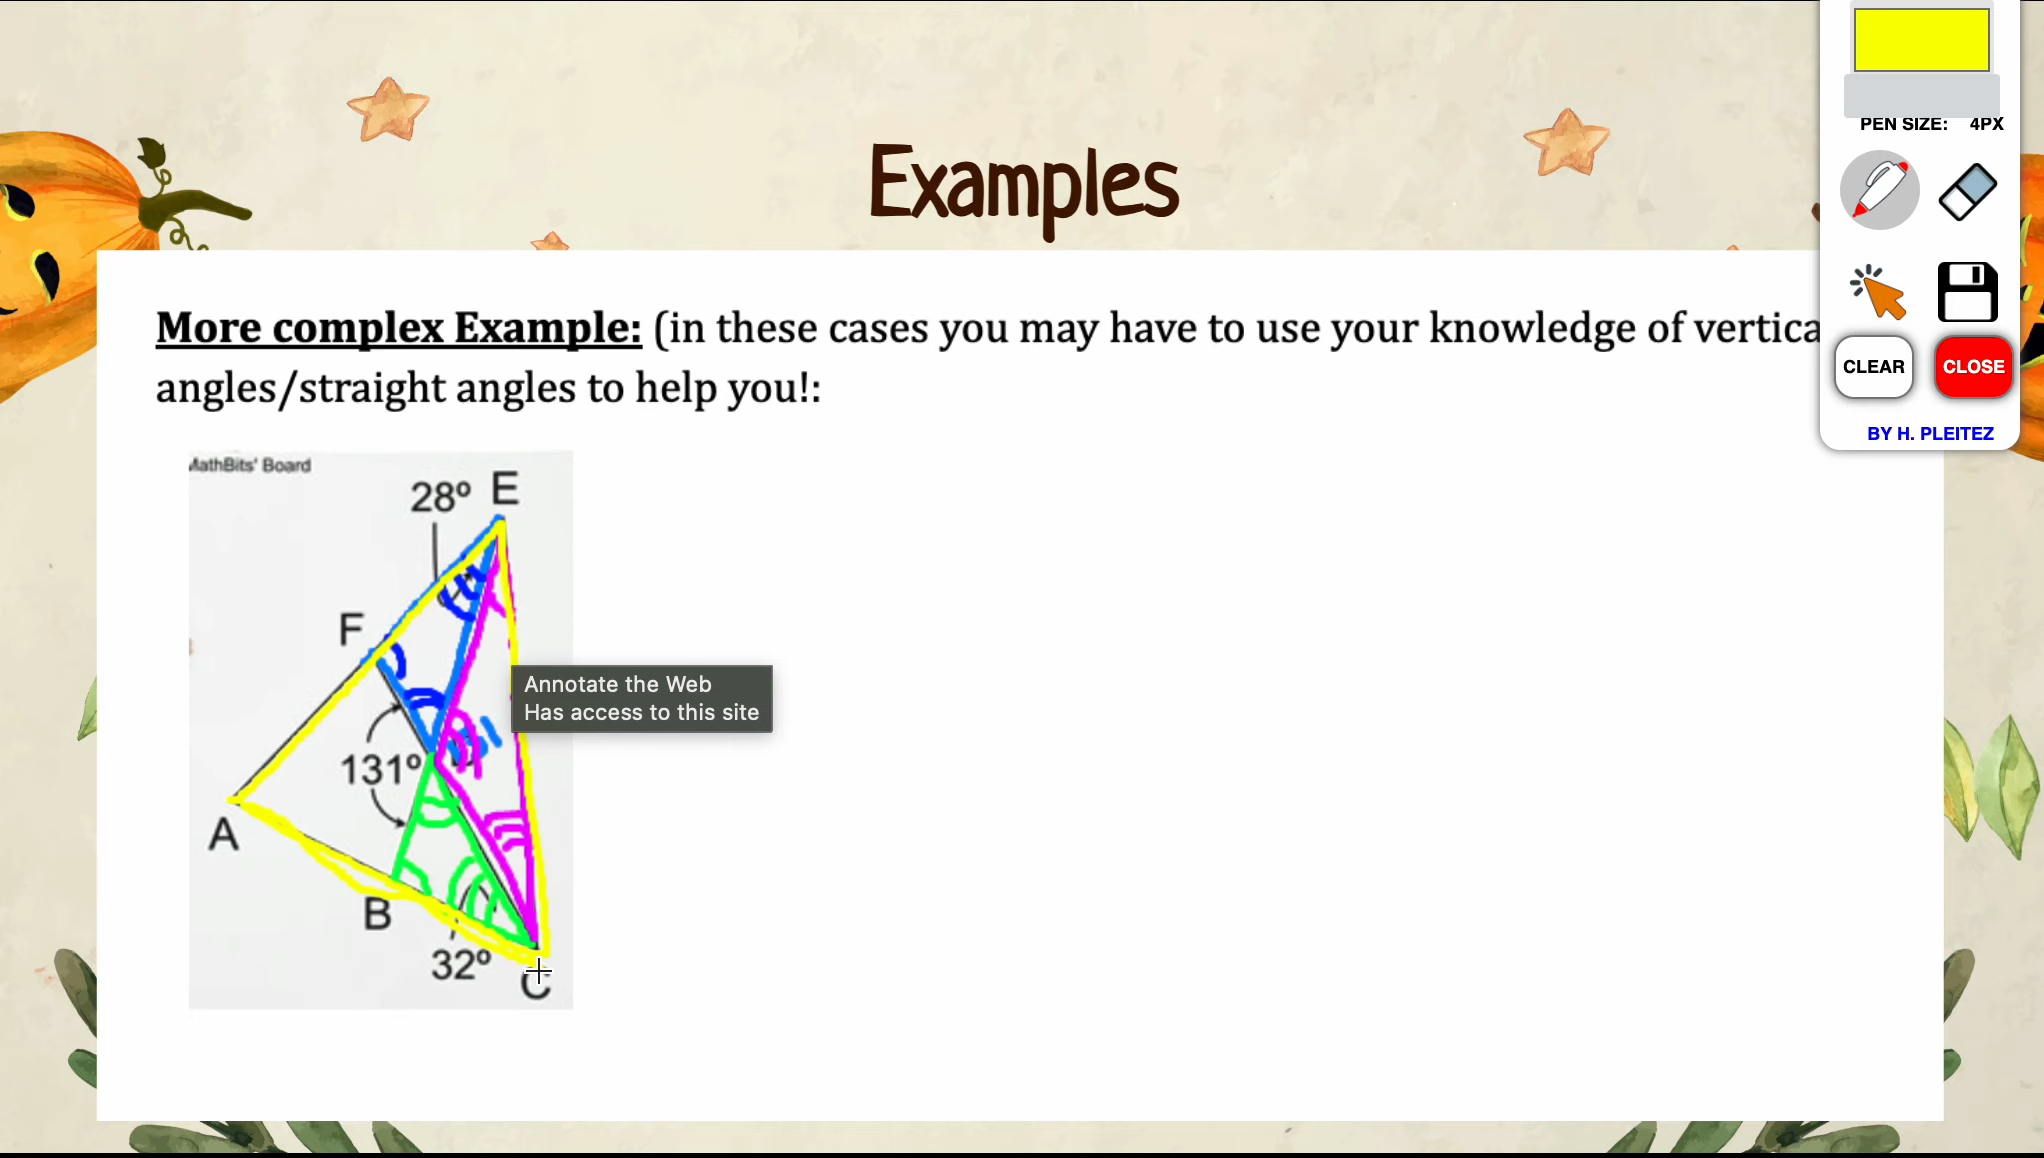 Examples
PEN SIZE: 4PX
CLEAR
CLOSE
BY H. PLEITEZ
More complex Example: (in these cases you may have to use your knowledge of vertica
angles/straight angles to help you!:
MathBits' Board
28º
E
F
Annotate the Web
Has access to this site
131º
A
B
32º
C